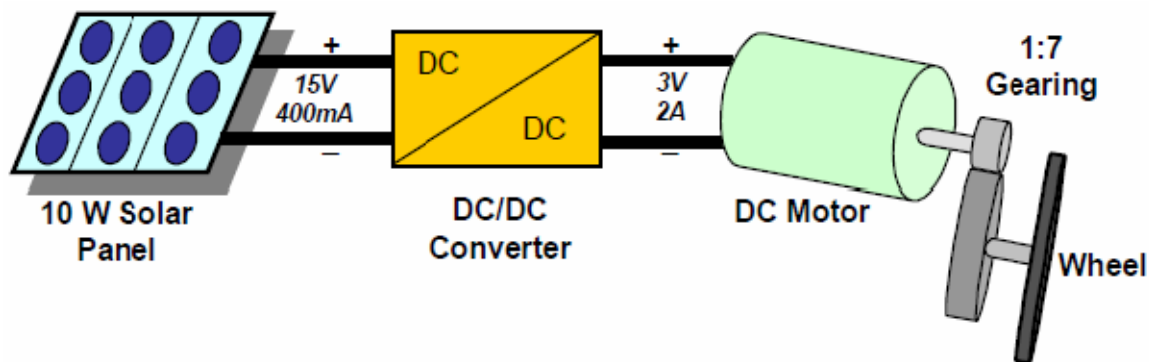 +
15V
400mA
–
10 W Solar
Panel
DC
DC
DC/DC
Converter
+
3V
2A
–
DC Motor
1:7
Gearing
Wheel